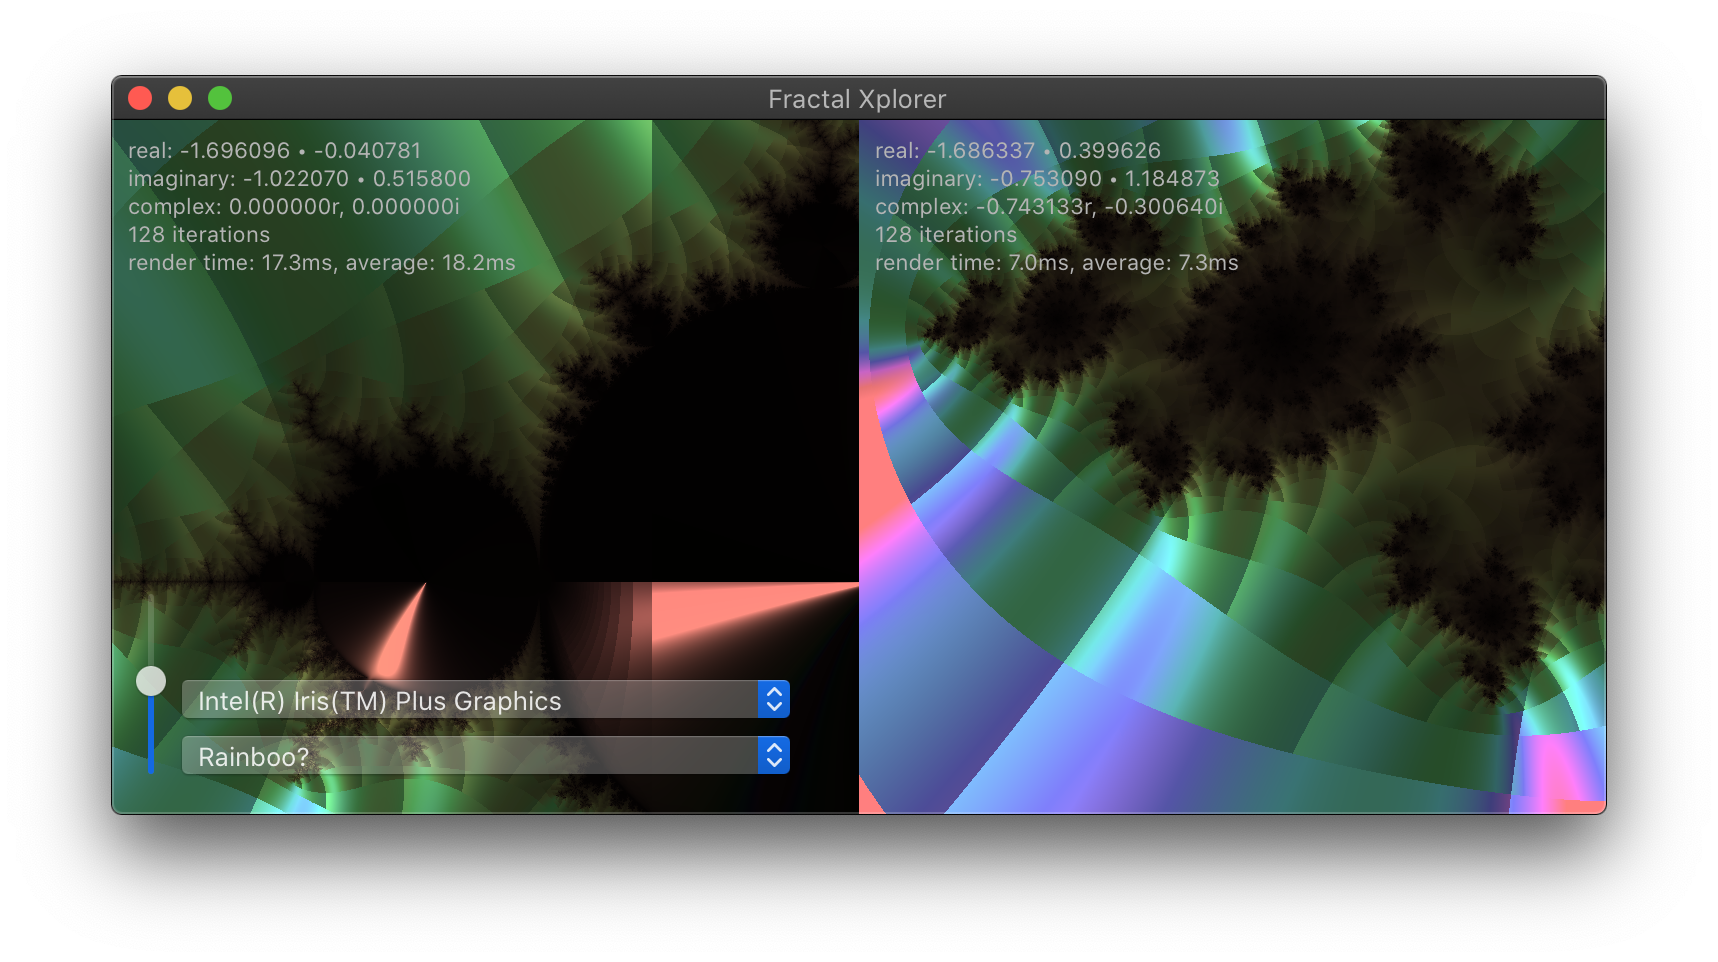 Fractal Xplorer
real: -1.696096 • -0.040781
imaginary: -1.022070 • 0.515800
complex: 0.000000r, 0.000000i
128 iterations
render time: 17.3ms, average: 18.2ms
real: -1.686337 • 0.399626
imaginary: -0.753090 • 1.184873
complex: -0.743133r, -0.300640i
128 iterations
render time: 7.0ms, average: 7.3ms
Intel(R) Iris(TM) Plus Graphics
Rainboo?